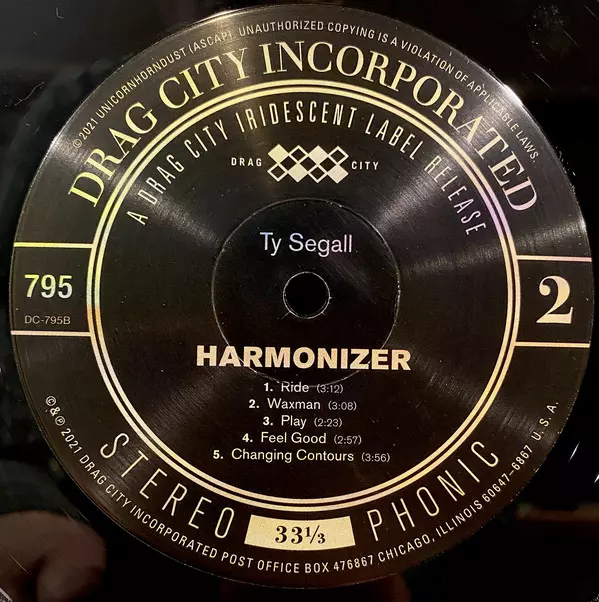 ©2021 UNICORNHORNDUST (ASCAP). UNAUTHORIZED COPYING IS A VIOLATION OF APPLICABLE LAWS.
DRAG CITY INCORPORATED
A DRAG CITY IRIDESCENT LABEL RELEASE
DRAG CITY
Ty Segall
795
DC-795B
2
HARMONIZER
1. Ride (3:12)
2. Waxman (3:08)
3. Play (2:23)
4. Feel Good (2:57)
5. Changing Contours (3:56)
STEREO PHONIC
33⅓
©&℗ 2021 DRAG CITY INCORPORATED POST OFFICE BOX 476867 CHICAGO, ILLINOIS 60647-6867 U.S.A.